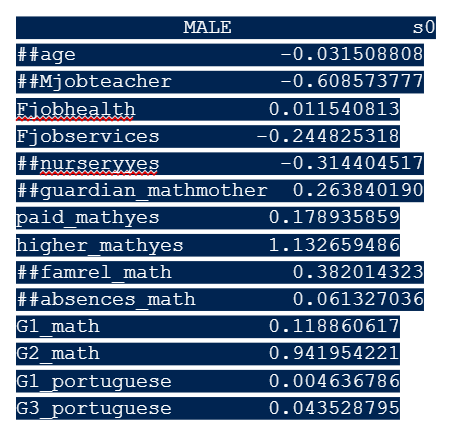 MALE s0
##age -0.031508808
##Mjobteacher -0.608573777
Fjobhealth 0.011540813
Fjobservices -0.244825318
##nurseryyes -0.314404517
##guardian_mathmother 0.263840190
paid_mathyes 0.178935859
higher_mathyes 1.132659486
##famrel_math 0.382014323
##absences_math 0.061327036
G1_math 0.118860617
G2_math 0.941954221
G1_portuguese 0.004636786
G3_portuguese 0.043528795